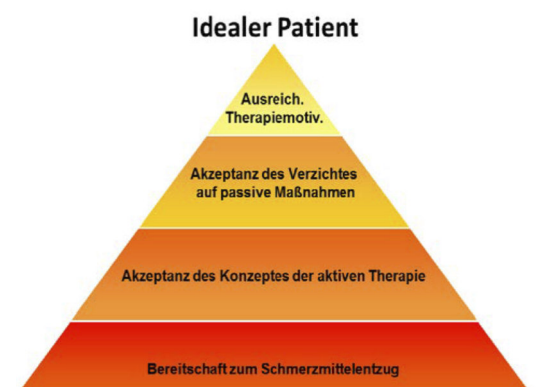 Idealer Patient
Ausreich.
Therapiemotiv.
Akzeptanz des Verzichtes
auf passive Maßnahmen
Akzeptanz des Konzeptes der aktiven Therapie
Bereitschaft zum Schmerzmittelentzug